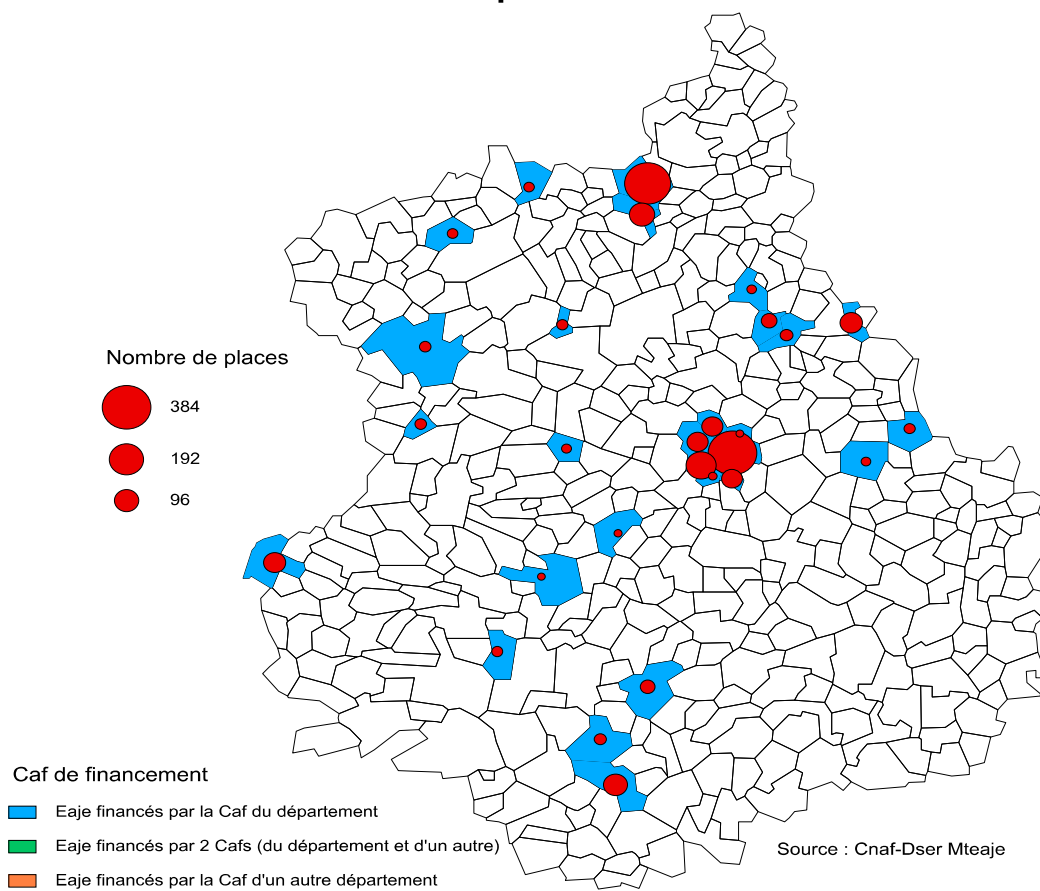 Nombre de places
384
192
96
Caf de financement
Eaje financés par la Caf du département
Eaje financés par 2 Cafs (du département et d'un autre)
Eaje financés par la Caf d'un autre département
Source : Cnaf-Dser Mteaje